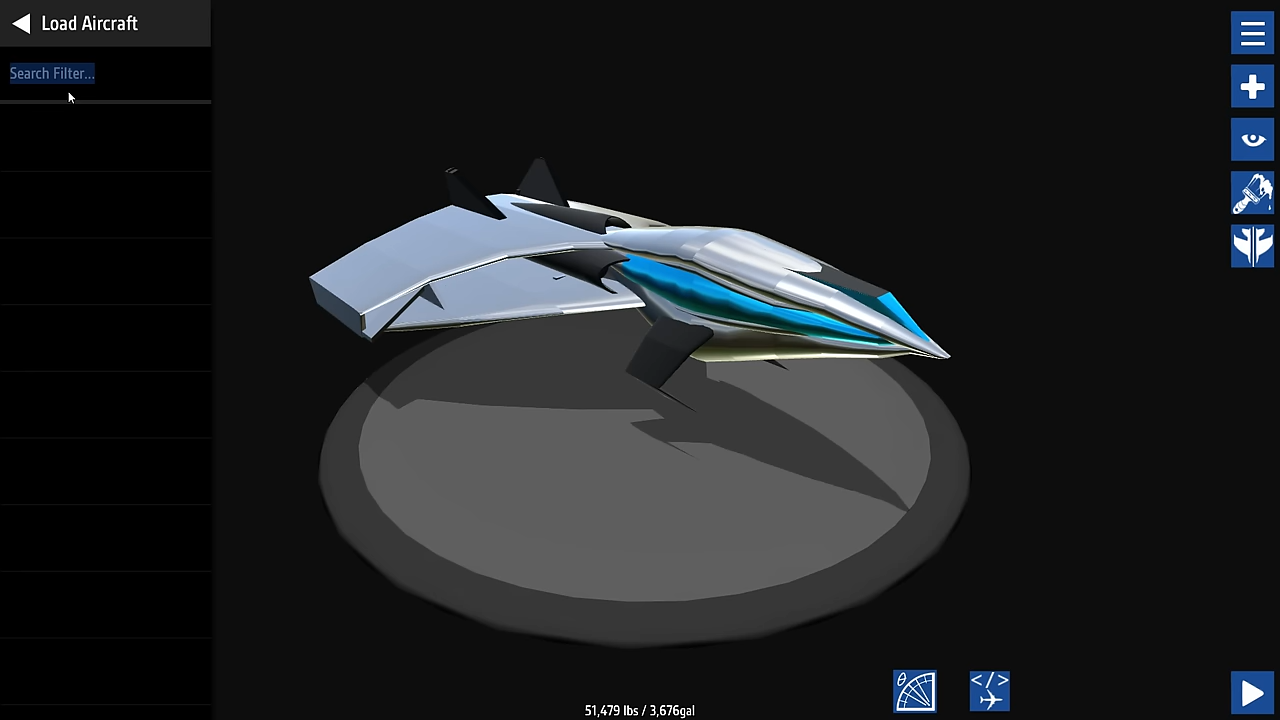 Load Aircraft
Search Filter...
θ
</>
51,479 lbs / 3,676gal